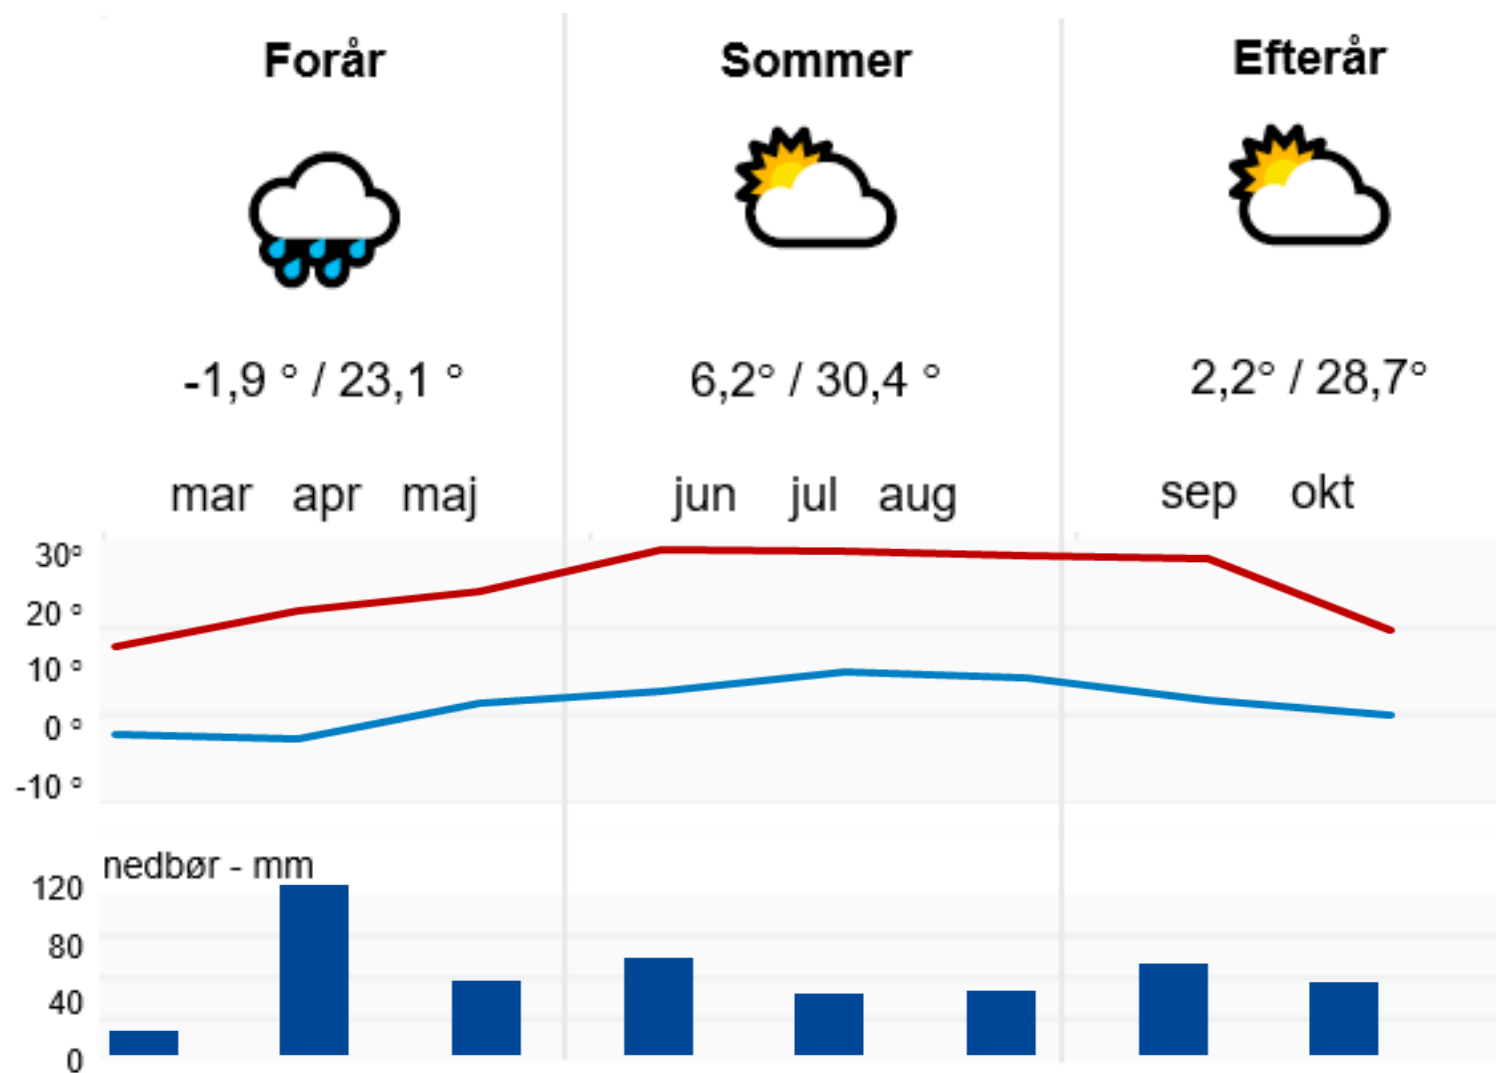 Forår
Sommer
Efterår
-1,9 ° / 23,1 °
6,2° / 30,4 °
2,2° / 28,7°
mar apr maj
jun jul aug
sep okt
30°
20 °
10 °
0 °
-10 °
nedbør - mm
120
80
40
0